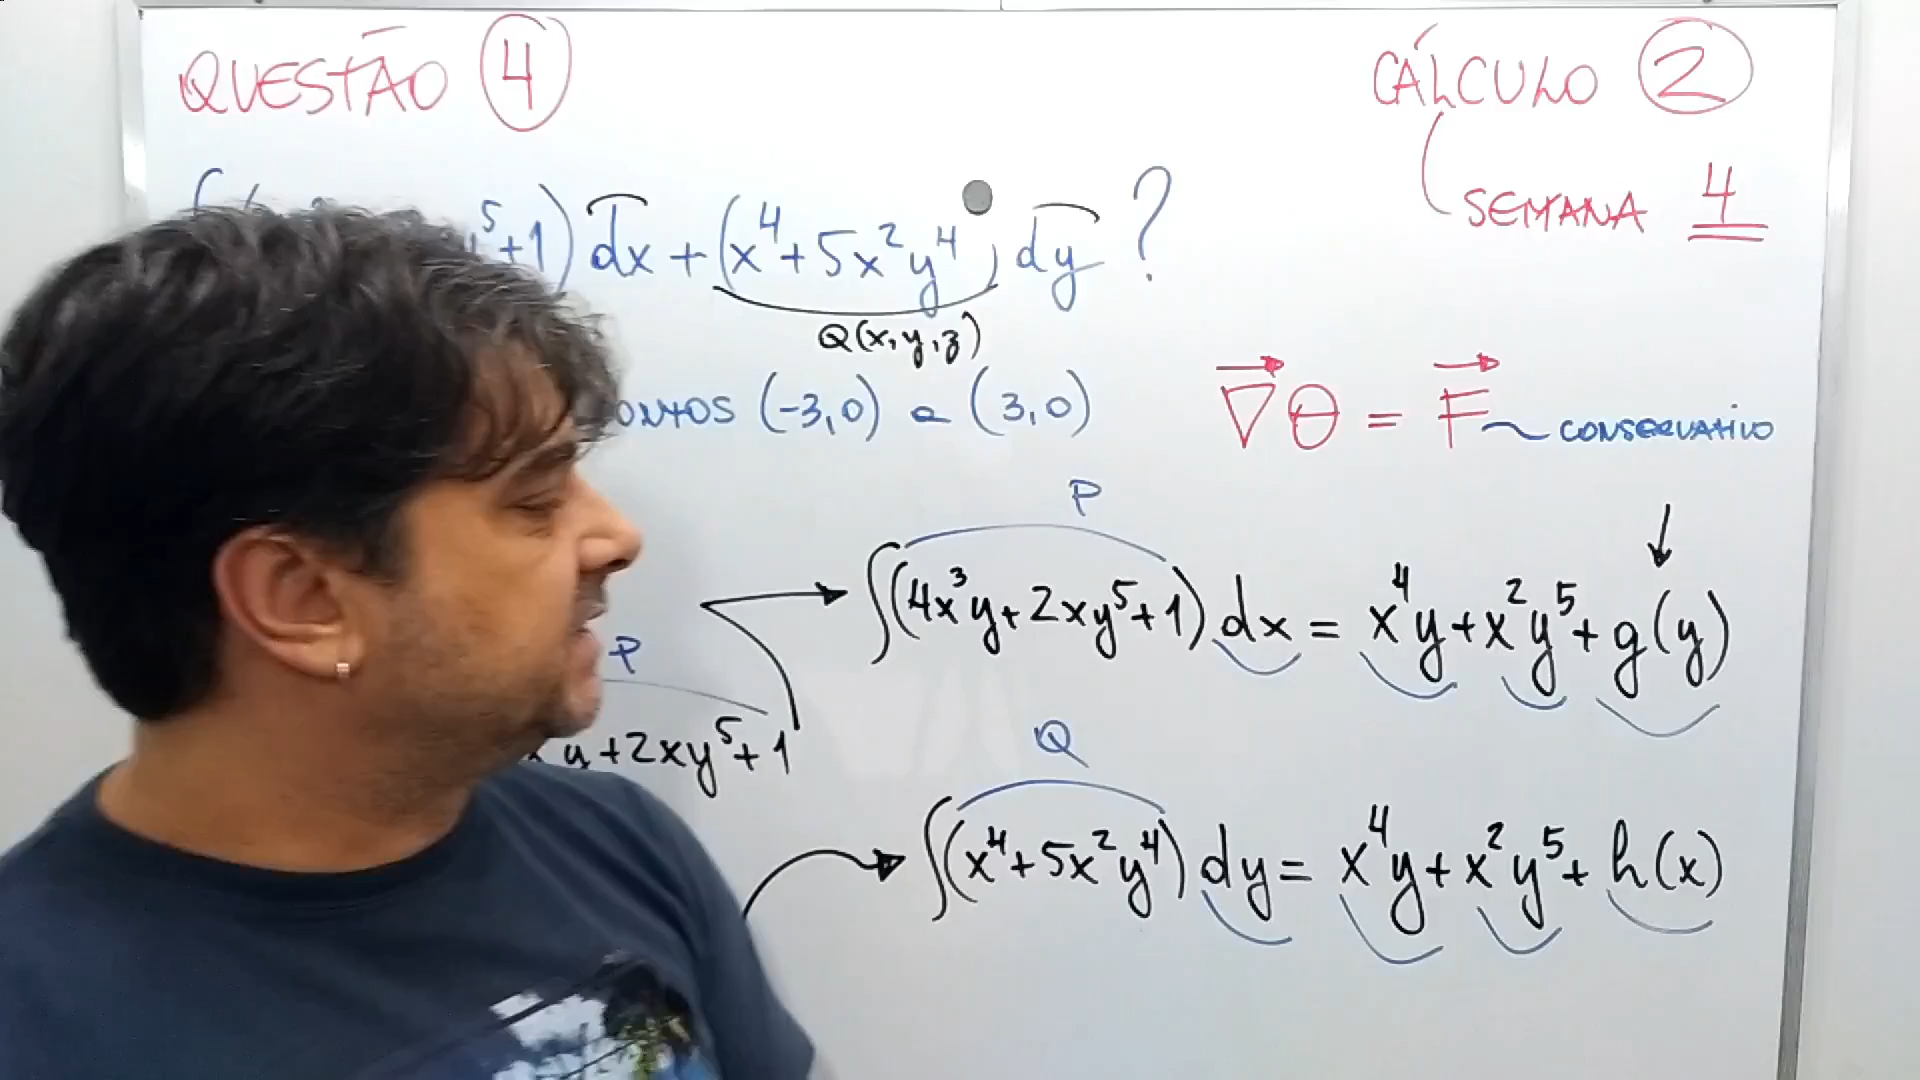 QUESTÃO 4
CÁLCULO 2
SEMANA 4
⁵+1) dx + (x⁴+5x²y⁴) dy ?
Q(x,y,z)
(-3,0) a (3,0)
∇θ = F CONSERVATIVO
P
∫(4x³y+2xy⁵+1) dx = x⁴y+x²y⁵+g(y)
P
y+2xy⁵+1
Q
∫(x⁴+5x²y⁴) dy = x⁴y+x²y⁵+h(x)